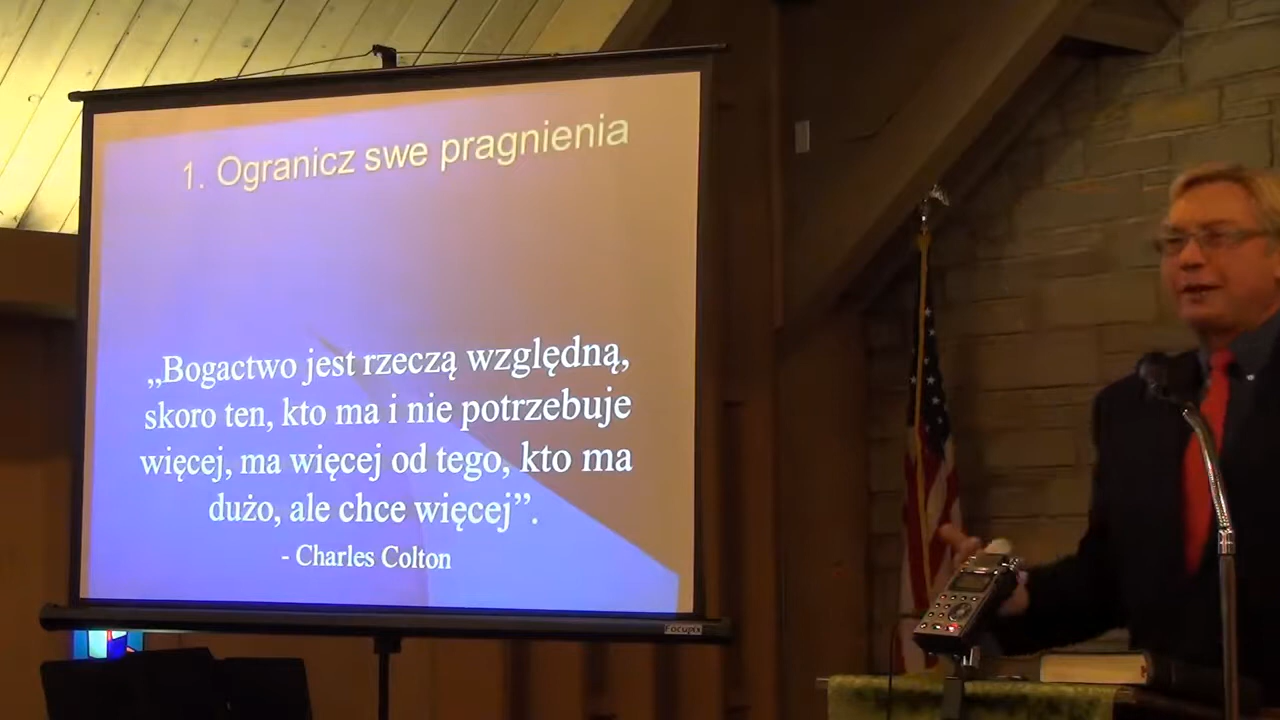 1. Ogranicz swe pragnienia
„Bogactwo jest rzeczą względną,
skoro ten, kto ma i nie potrzebuje
więcej, ma więcej od tego, kto ma
dużo, ale chce więcej”.
- Charles Colton
FocuPix